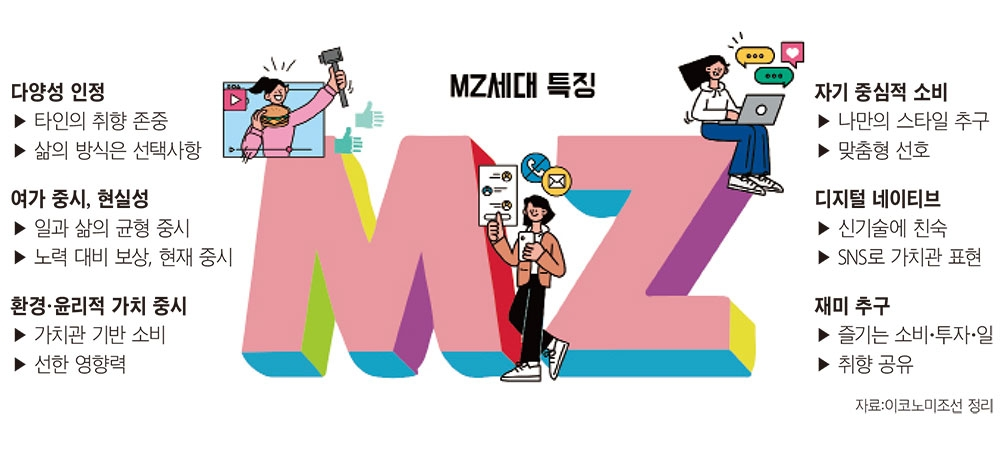 MZ세대 특징
다양성 인정
▶ 타인의 취향 존중
▶ 삶의 방식은 선택사항
여가 중시, 현실성
▶ 일과 삶의 균형 중시
▶ 노력 대비 보상, 현재 중시
환경·윤리적 가치 중시
▶ 가치관 기반 소비
▶ 선한 영향력
MZ
자기 중심적 소비
▶ 나만의 스타일 추구
▶ 맞춤형 선호
디지털 네이티브
▶ 신기술에 친숙
▶ SNS로 가치관 표현
재미 추구
▶ 즐기는 소비·투자·일
▶ 취향 공유
자료:이코노미조선 정리